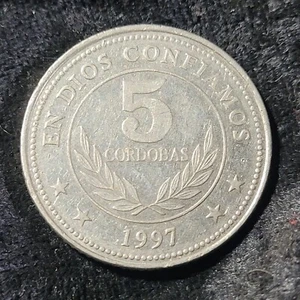 EN DIOS CONFIAMOS
5
CORDOBAS
1997